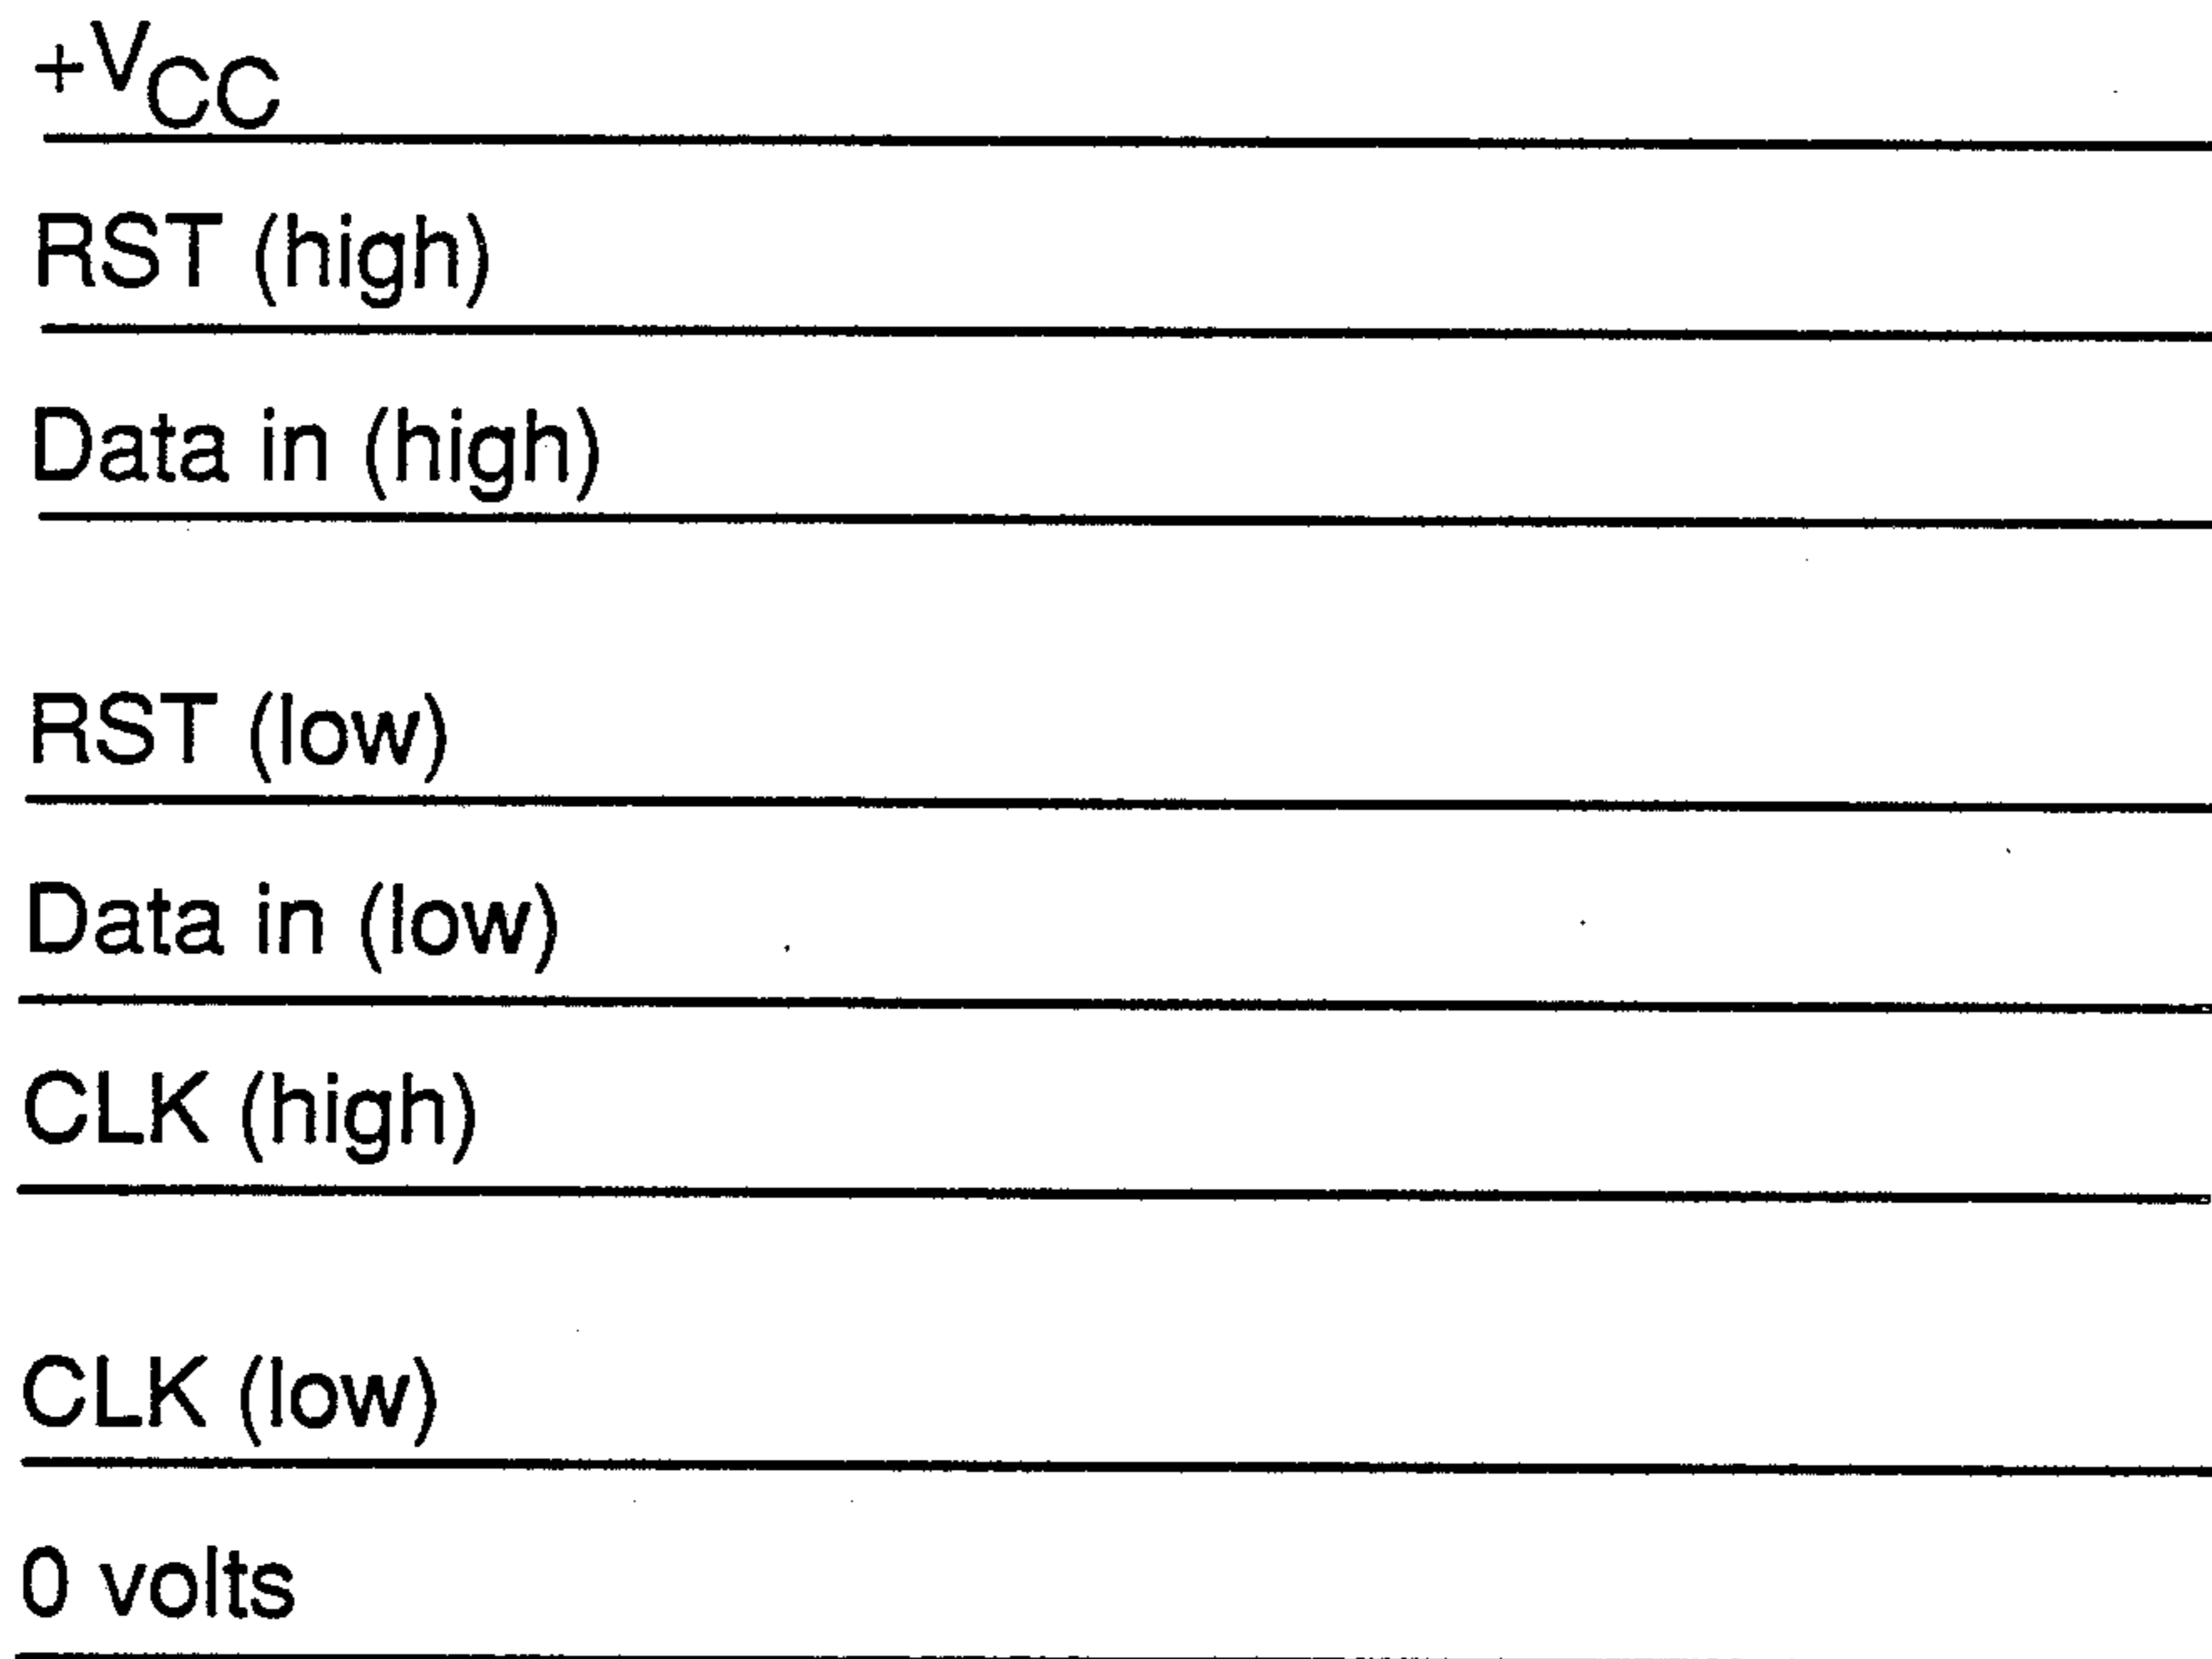 +VCC
RST (high)
Data in (high)
RST (low)
Data in (low)
CLK (high)
CLK (low)
0 volts